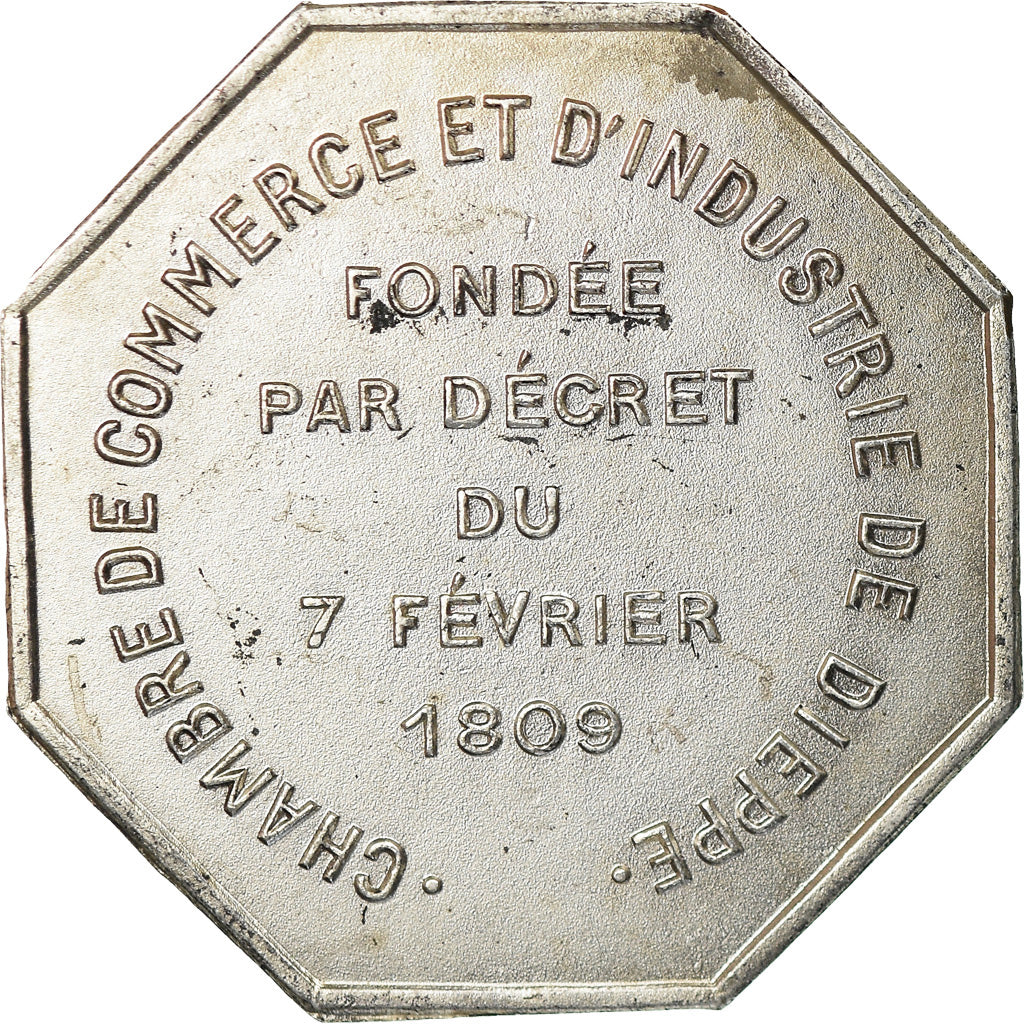 · CHAMBRE DE COMMERCE ET D'INDUSTRIE DE DIEPPE ·
FONDÉE
PAR DÉCRET
DU
7 FÉVRIER
1809